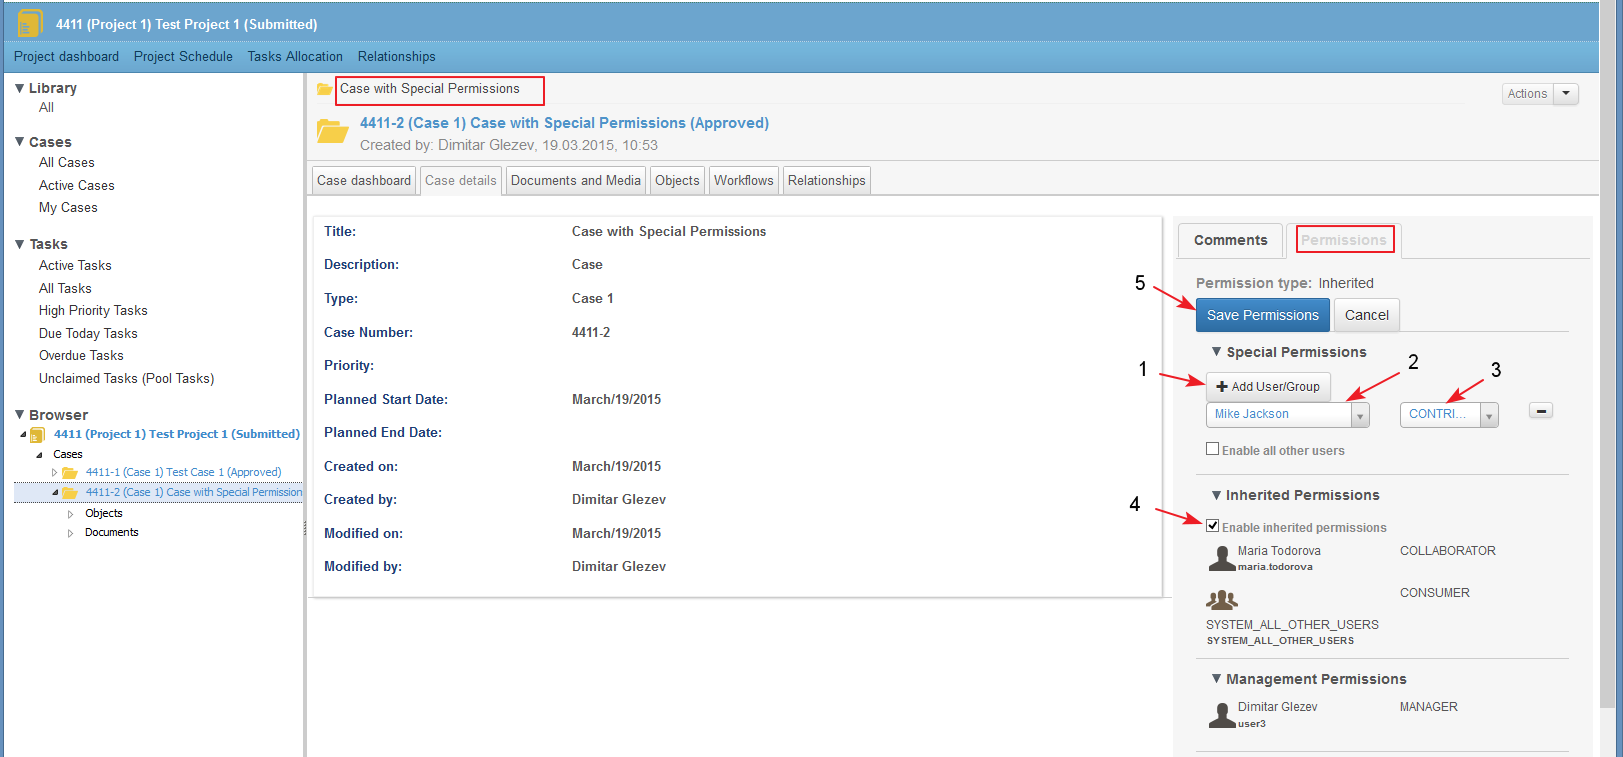 4411 (Project 1) Test Project 1 (Submitted)
Project dashboard Project Schedule Tasks Allocation Relationships
Library
All
Cases
All Cases
Active Cases
My Cases
Tasks
Active Tasks
All Tasks
High Priority Tasks
Due Today Tasks
Overdue Tasks
Unclaimed Tasks (Pool Tasks)
Browser
4411 (Project 1) Test Project 1 (Submitted)
Cases
4411-1 (Case 1) Test Case 1 (Approved)
4411-2 (Case 1) Case with Special Permission
Objects
Documents
Case with Special Permissions
Actions
4411-2 (Case 1) Case with Special Permissions (Approved)
Created by: Dimitar Glezev, 19.03.2015, 10:53
Case dashboard Case details Documents and Media Objects Workflows Relationships
Title: Case with Special Permissions
Description: Case
Type: Case 1
Case Number: 4411-2
Priority:
Planned Start Date: March/19/2015
Planned End Date:
Created on: March/19/2015
Created by: Dimitar Glezev
Modified on: March/19/2015
Modified by: Dimitar Glezev
Comments Permissions
Permission type: Inherited
5
Save Permissions Cancel
Special Permissions
1
2
3
Add User/Group
Mike Jackson CONTRI...
Enable all other users
Inherited Permissions
4
Enable inherited permissions
Maria Todorova COLLABORATOR
maria.todorova
CONSUMER
SYSTEM_ALL_OTHER_USERS
SYSTEM_ALL_OTHER_USERS
Management Permissions
Dimitar Glezev MANAGER
user3